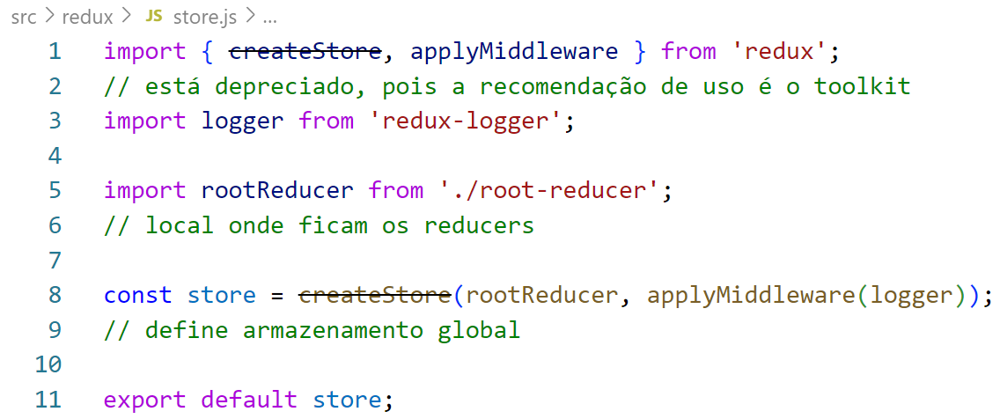 src > redux > JS store.js > ...
1 import { createStore, applyMiddleware } from 'redux';
2 // está depreciado, pois a recomendação de uso é o toolkit
3 import logger from 'redux-logger';
4
5 import rootReducer from './root-reducer';
6 // local onde ficam os reducers
7
8 const store = createStore(rootReducer, applyMiddleware(logger));
9 // define armazenamento global
10
11 export default store;